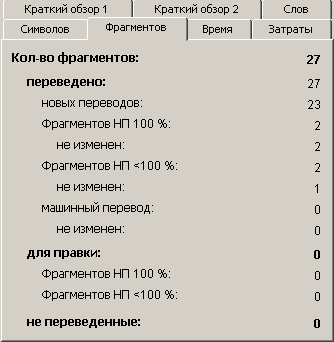 Краткий обзор 1 Краткий обзор 2 Слов
Символов Фрагментов Время Затраты
Кол-во фрагментов: 27
переведено: 27
новых переводов: 23
Фрагментов НП 100 %: 2
не изменен: 2
Фрагментов НП <100 %: 2
не изменен: 1
машинный перевод: 0
не изменен: 0
для правки: 0
Фрагментов НП 100 %: 0
Фрагментов НП <100 %: 0
не переведенные: 0